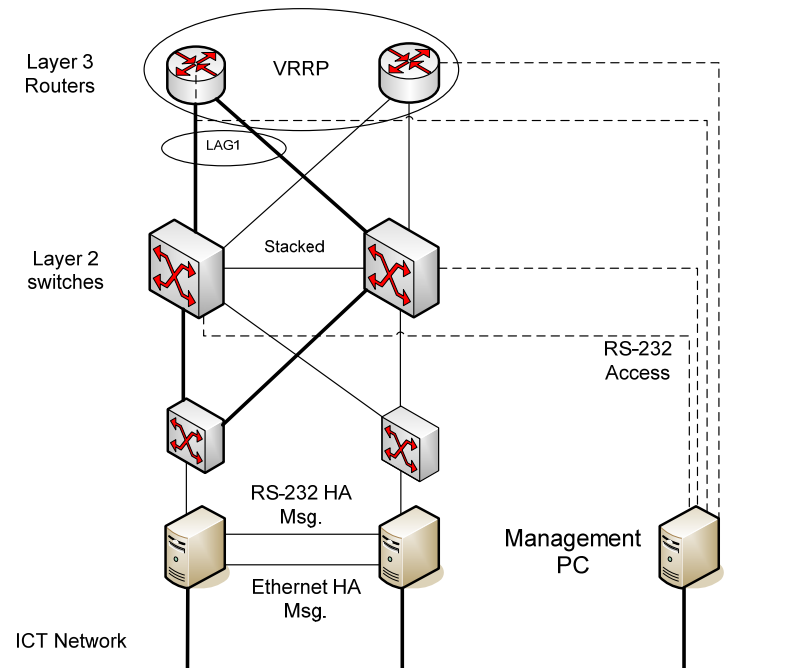 Layer 3
Routers
VRRP
LAG1
Layer 2
switches
Stacked
RS-232
Access
RS-232 HA
Msg.
Management
PC
Ethernet HA
Msg.
ICT Network